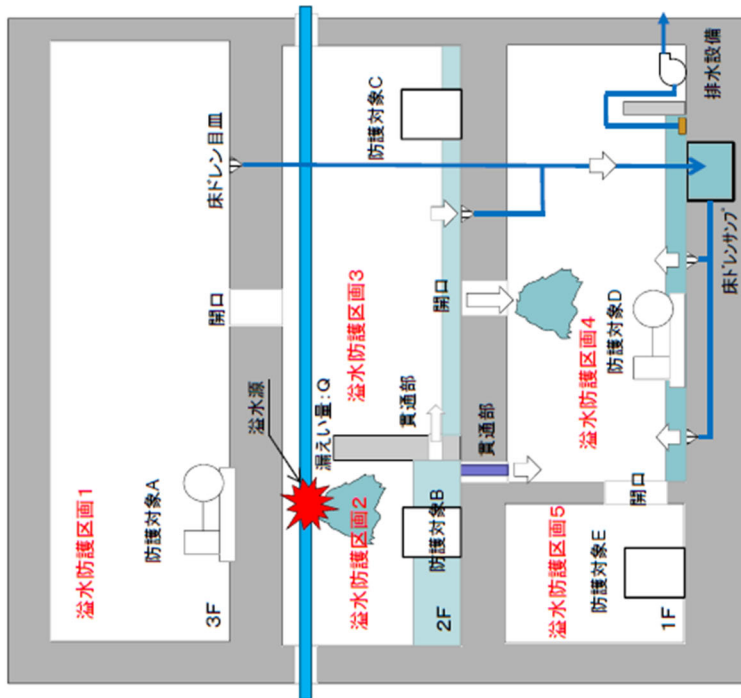 溢水防護区画1
防護対象A
3F
開口
床ドレン目皿
溢水源
漏えい量:Q
溢水防護区画2
防護対象B
2F
貫通部
溢水防護区画3
防護対象C
開口
貫通部
溢水防護区画4
防護対象D
開口
溢水防護区画5
防護対象E
1F
床ドレンサンプ
排水設備